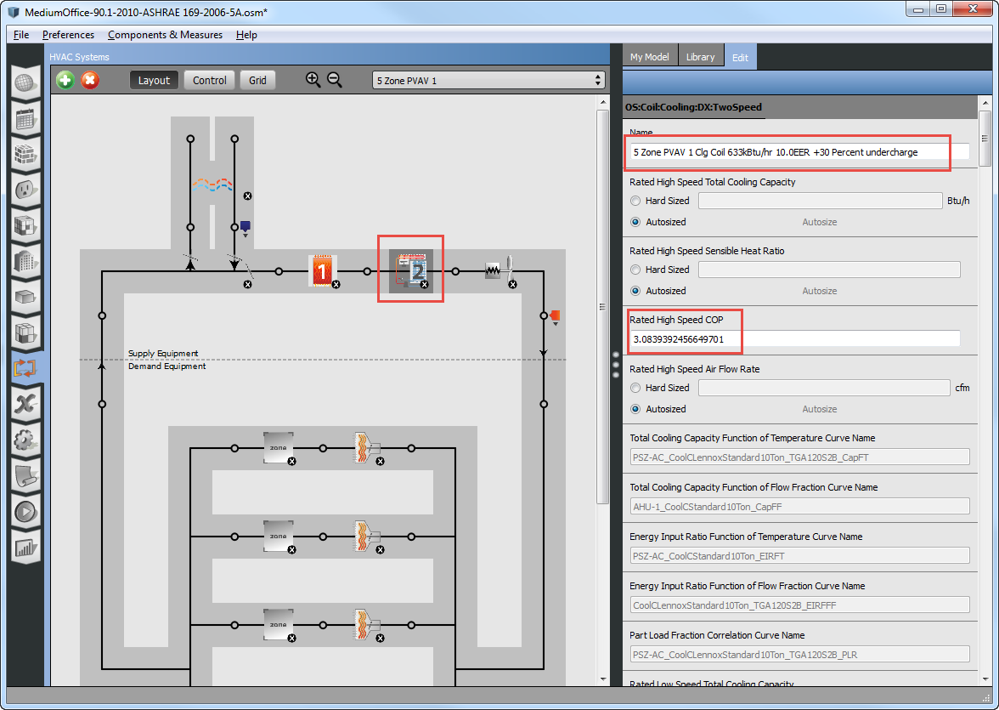 MediumOffice-90.1-2010-ASHRAE 169-2006-5A.osm*
File Preferences Components & Measures Help
HVAC Systems
My Model Library Edit
Layout Control Grid 5 Zone PVAV 1
OS:Coil:Cooling:DX:TwoSpeed
Name
5 Zone PVAV 1 Clg Coil 633kBtu/hr 10.0EER +30 Percent undercharge
Rated High Speed Total Cooling Capacity
Hard Sized Btu/h
Autosized Autosize
Rated High Speed Sensible Heat Ratio
Hard Sized
Autosized Autosize
Rated High Speed COP
3.0839392456649701
Rated High Speed Air Flow Rate
Hard Sized cfm
Autosized Autosize
Total Cooling Capacity Function of Temperature Curve Name
PSZ-AC_CoolCLennoxStandard10Ton_TGA120S2B_CapFT
Total Cooling Capacity Function of Flow Fraction Curve Name
AHU-1_CoolCStandard10Ton_CapFF
Energy Input Ratio Function of Temperature Curve Name
PSZ-AC_CoolCStandard10Ton_EIRFT
Energy Input Ratio Function of Flow Fraction Curve Name
CoolCLennoxStandard10Ton_TGA120S2B_EIRFFF
Part Load Fraction Correlation Curve Name
PSZ-AC_CoolCLennoxStandard10Ton_TGA120S2B_PLR
Rated Low Speed Total Cooling Capacity
1
2
Supply Equipment
Demand Equipment
zone
zone
zone